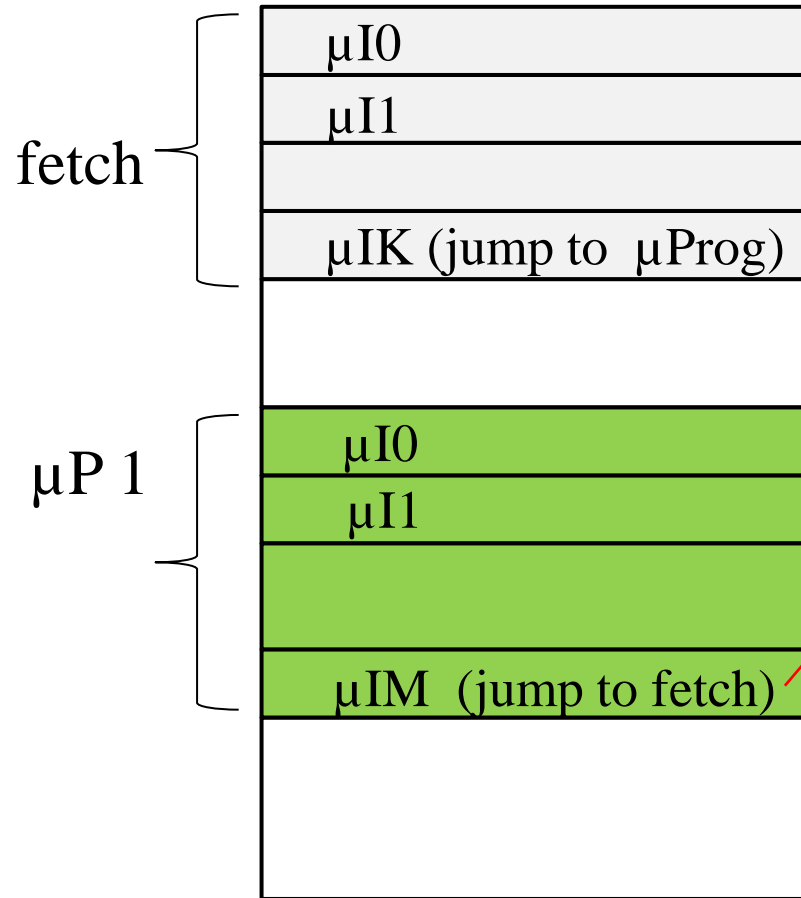 µI0
µI1
fetch
µIK (jump to µProg)
µI0
µP 1
µI1
µIM (jump to fetch)